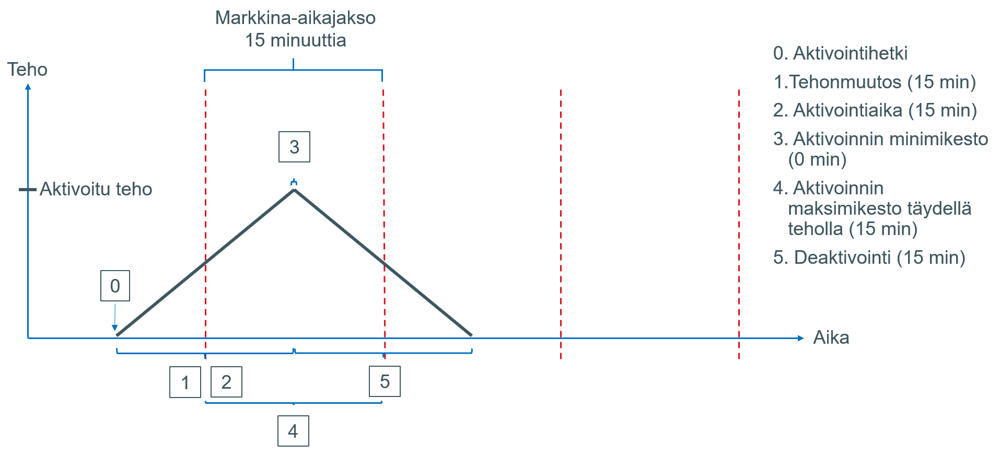 Markkina-aikajakso
15 minuuttia
Teho
Aktivoitu teho
3
0
1
2
5
4
Aika
0. Aktivointihetki
1.Tehonmuutos (15 min)
2. Aktivointiaika (15 min)
3. Aktivoinnin minimikesto
(0 min)
4. Aktivoinnin
maksimikesto täydellä
teholla (15 min)
5. Deaktivointi (15 min)